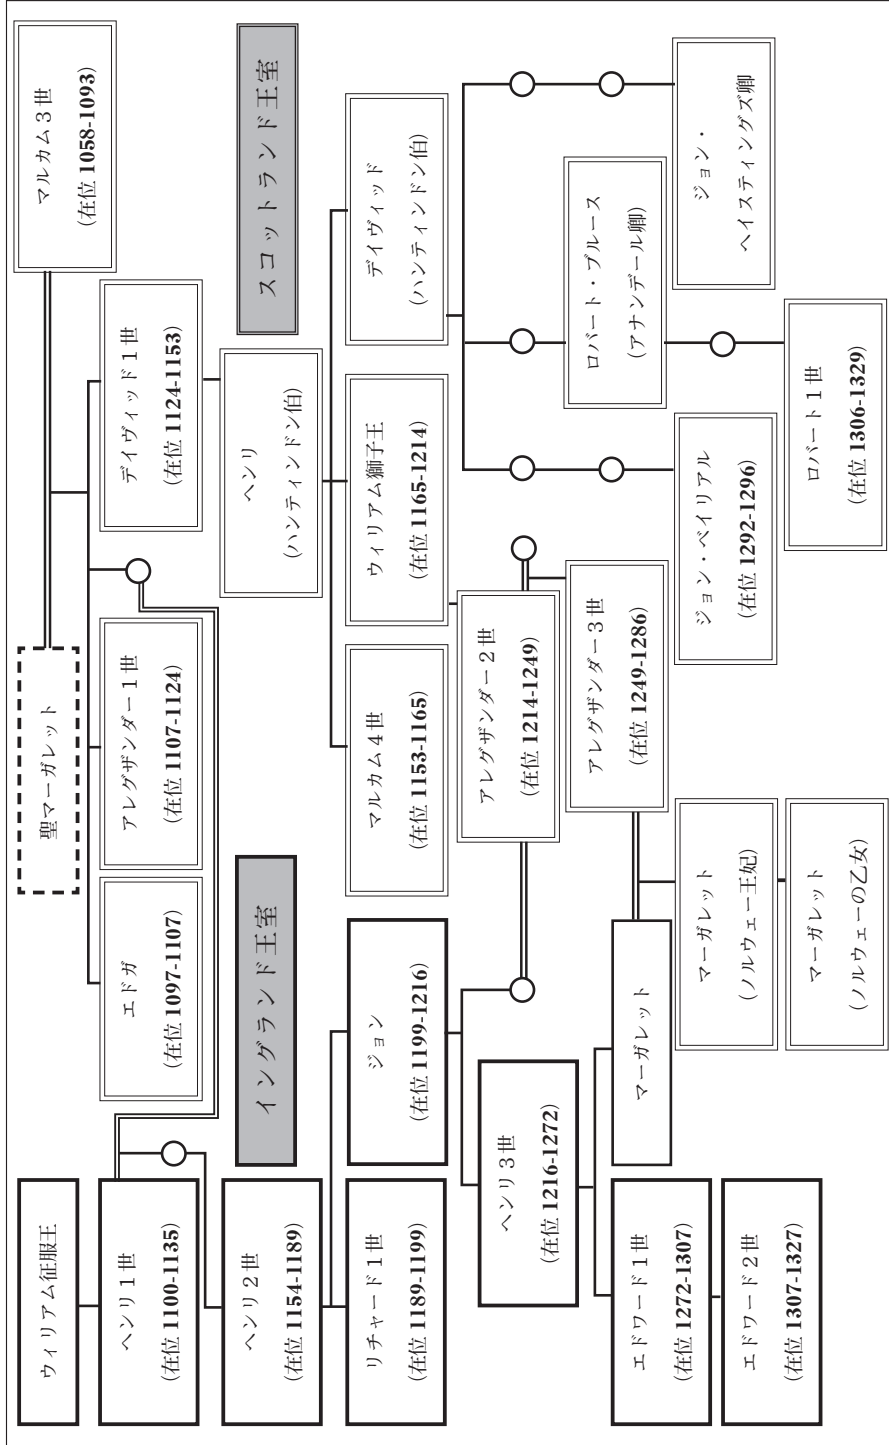 マルカム3世
(在位 1058-1093)
聖マーガレット
ウィリアム征服王
デイヴィッド1世
(在位 1124-1153)
アレグザンダー1世
(在位 1107-1124)
エドガ
(在位 1097-1107)
ヘンリ1世
(在位 1100-1135)
スコットランド王室
ヘンリ
(ハンティンドン伯)
イングランド王室
ヘンリ2世
(在位 1154-1189)
デイヴィッド
(ハンティンドン伯)
ウィリアム獅子王
(在位 1165-1214)
マルカム4世
(在位 1153-1165)
ジョン
(在位 1199-1216)
リチャード1世
(在位 1189-1199)
アレグザンダー2世
(在位 1214-1249)
ヘンリ3世
(在位 1216-1272)
ロバート・ブルース
(アナンデール卿)
アレグザンダー3世
(在位 1249-1286)
マーガレット
エドワード1世
(在位 1272-1307)
ジョン・
ヘイスティングズ卿
ジョン・ベイリアル
(在位 1292-1296)
マーガレット
(ノルウェー王妃)
エドワード2世
(在位 1307-1327)
ロバート1世
(在位 1306-1329)
マーガレット
(ノルウェーの乙女)